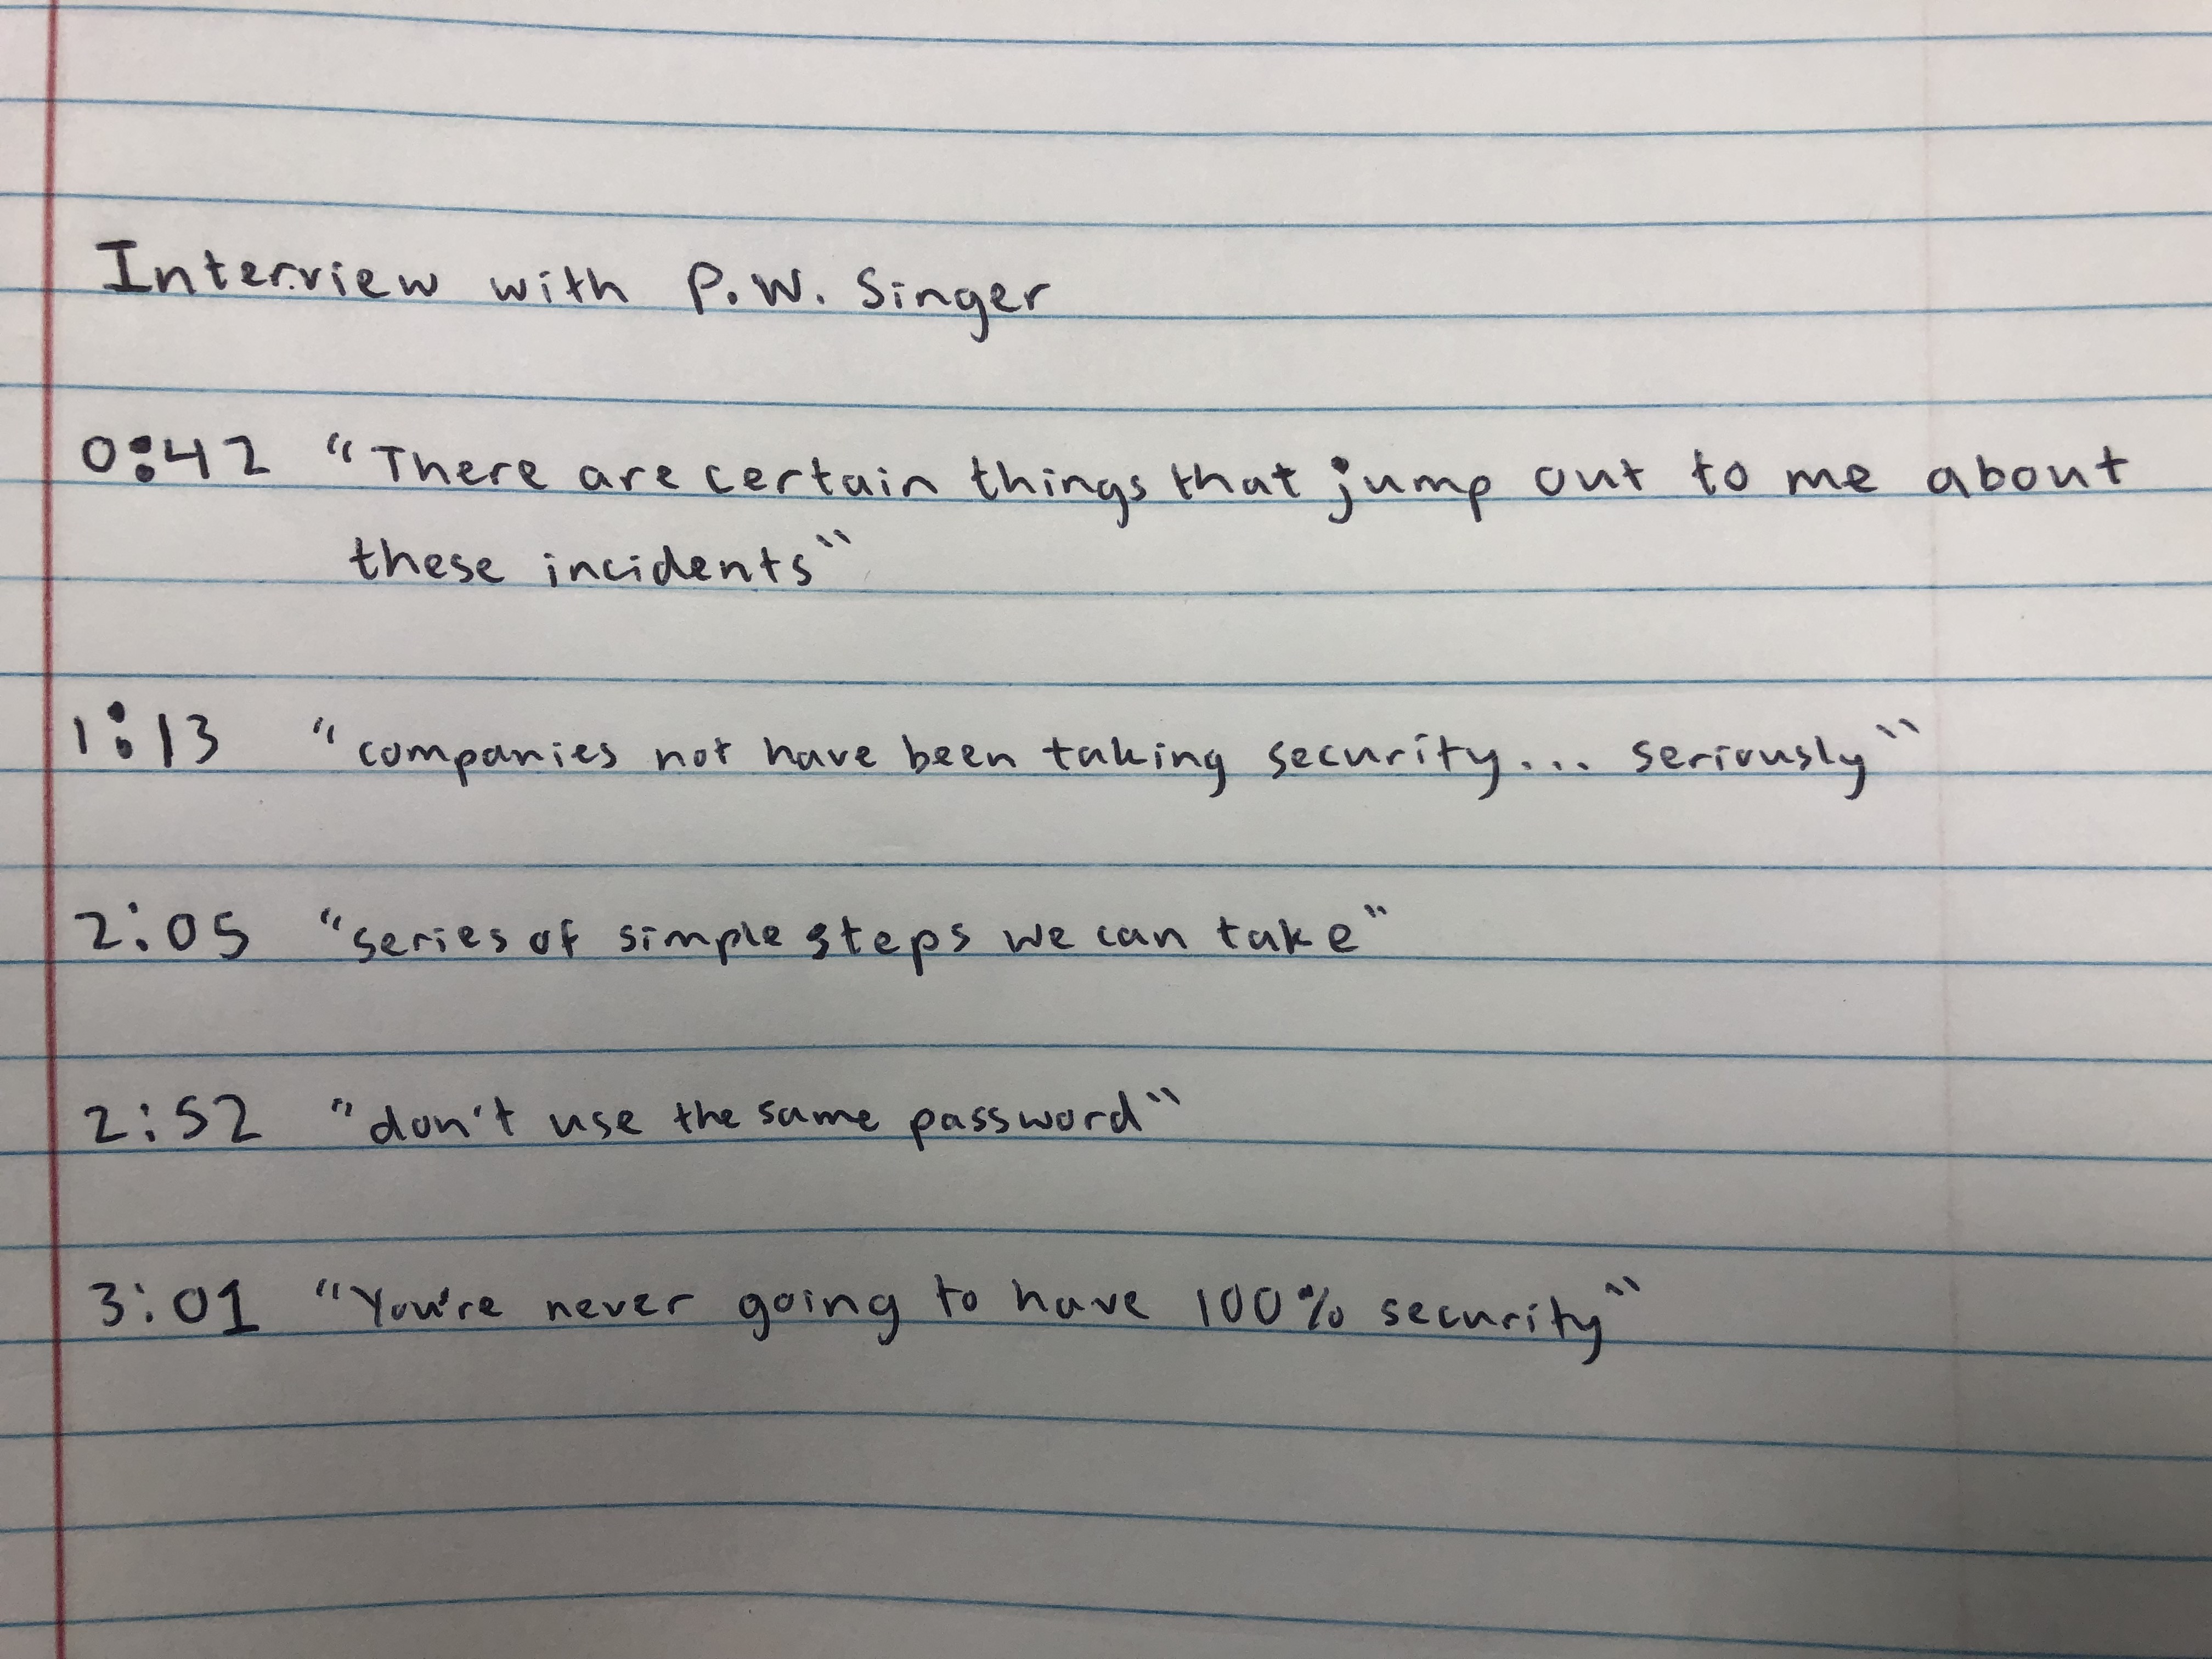 Interview with P.W. Singer
0:42 "There are certain things that jump out to me about
these incidents"
1:13 "companies not have been taking security... seriously"
2:05 "series of simple steps we can take"
2:52 "don't use the same password"
3:01 "You're never going to have 100% security"